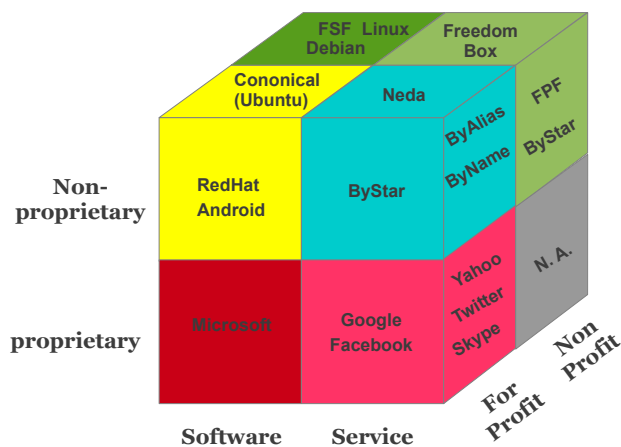 FSF Linux
Debian
Freedom
Box
Cononical
(Ubuntu)
Neda
ByAlias
ByName
FPF
ByStar
Non-
proprietary
RedHat
Android
ByStar
Yahoo
Twitter
Skype
N. A.
proprietary
Microsoft
Google
Facebook
For
Profit
Non
Profit
Software
Service